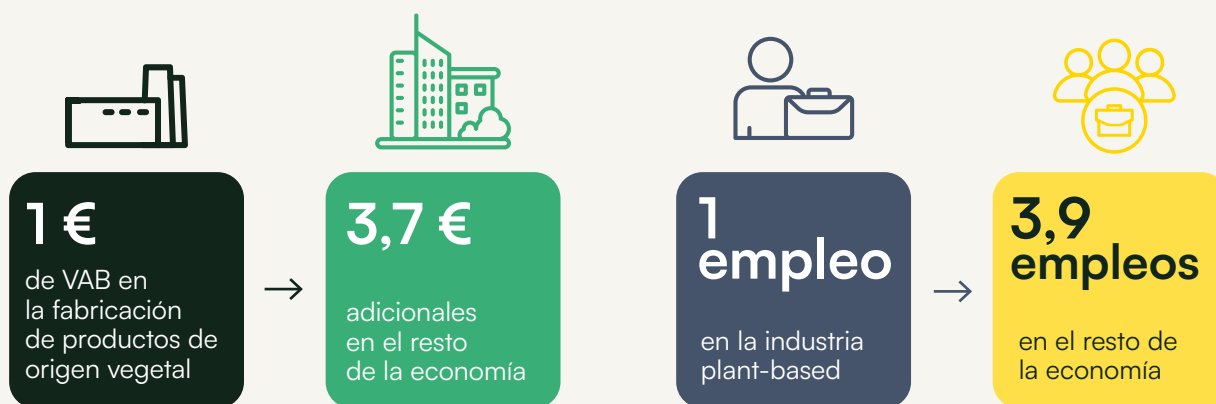 1 €
de VAB en
la fabricación
de productos de
origen vegetal
3,7 €
adicionales
en el resto
de la economía
1
empleo
en la industria
plant-based
3,9
empleos
en el resto de
la economía